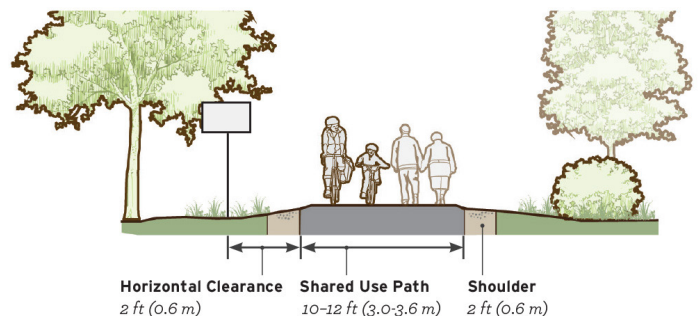 Horizontal Clearance
2 ft (0.6 m)
Shared Use Path
10–12 ft (3.0-3.6 m)
Shoulder
2 ft (0.6 m)